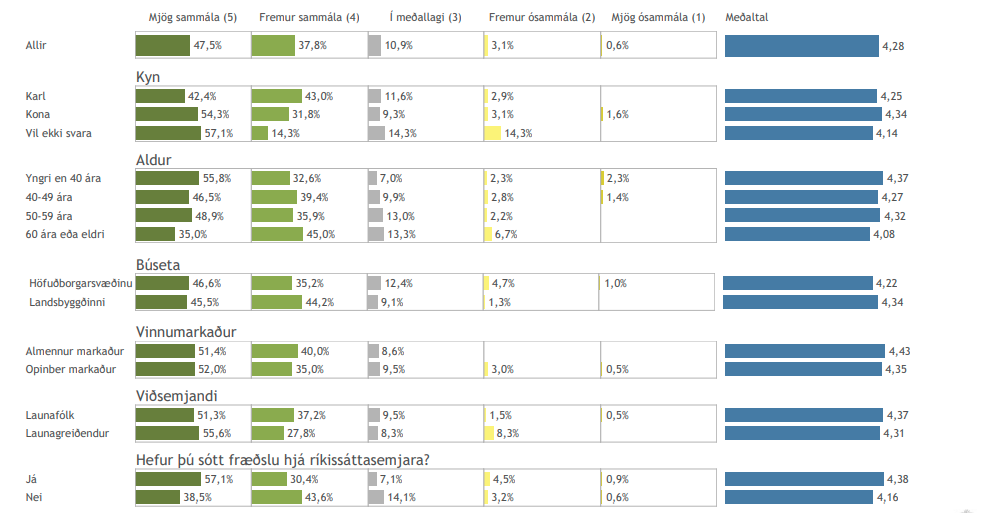 Mjög sammála (5) Fremur sammála (4) Í meðallagi (3) Fremur ósammála (2) Mjög ósammála (1) Meðaltal
Allir 47,5% 37,8% 10,9% 3,1% 0,6% 4,28
Kyn
Karl 42,4% 43,0% 11,6% 2,9% 4,25
Kona 54,3% 31,8% 9,3% 3,1% 1,6% 4,34
Vil ekki svara 57,1% 14,3% 14,3% 14,3% 4,14
Aldur
Yngri en 40 ára 55,8% 32,6% 7,0% 2,3% 2,3% 4,37
40-49 ára 46,5% 39,4% 9,9% 2,8% 1,4% 4,27
50-59 ára 48,9% 35,9% 13,0% 2,2% 4,32
60 ára eða eldri 35,0% 45,0% 13,3% 6,7% 4,08
Búseta
Höfuðborgarsvæðinu 46,6% 35,2% 12,4% 4,7% 1,0% 4,22
Landsbyggðinni 45,5% 44,2% 9,1% 1,3% 4,34
Vinnumarkaður
Almennur markaður 51,4% 40,0% 8,6% 4,43
Opinber markaður 52,0% 35,0% 9,5% 3,0% 0,5% 4,35
Viðsemjandi
Launafólk 51,3% 37,2% 9,5% 1,5% 0,5% 4,37
Launagreiðendur 55,6% 27,8% 8,3% 8,3% 4,31
Hefur þú sótt fræðslu hjá ríkissáttasemjara?
Já 57,1% 30,4% 7,1% 4,5% 0,9% 4,38
Nei 38,5% 43,6% 14,1% 3,2% 0,6% 4,16